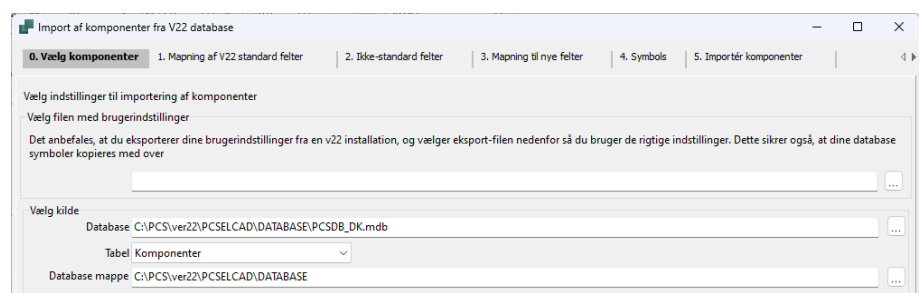 Import af komponenter fra V22 database
0. Vælg komponenter 1. Mapning af V22 standard felter 2. Ikke-standard felter 3. Mapning til nye felter 4. Symbols 5. Importér komponenter
Vælg indstillinger til importering af komponenter
Vælg filen med brugerindstillinger
Det anbefales, at du eksporterer dine brugerindstillinger fra en v22 installation, og vælger eksport-filen nedenfor så du bruger de rigtige indstillinger. Dette sikrer også, at dine database
symboler kopieres med over
...
Vælg kilde
Database C:\PCS\ver22\PCSELCAD\DATABASE\PCSDB_DK.mdb ...
Tabel Komponenter
Database mappe C:\PCS\ver22\PCSELCAD\DATABASE ...